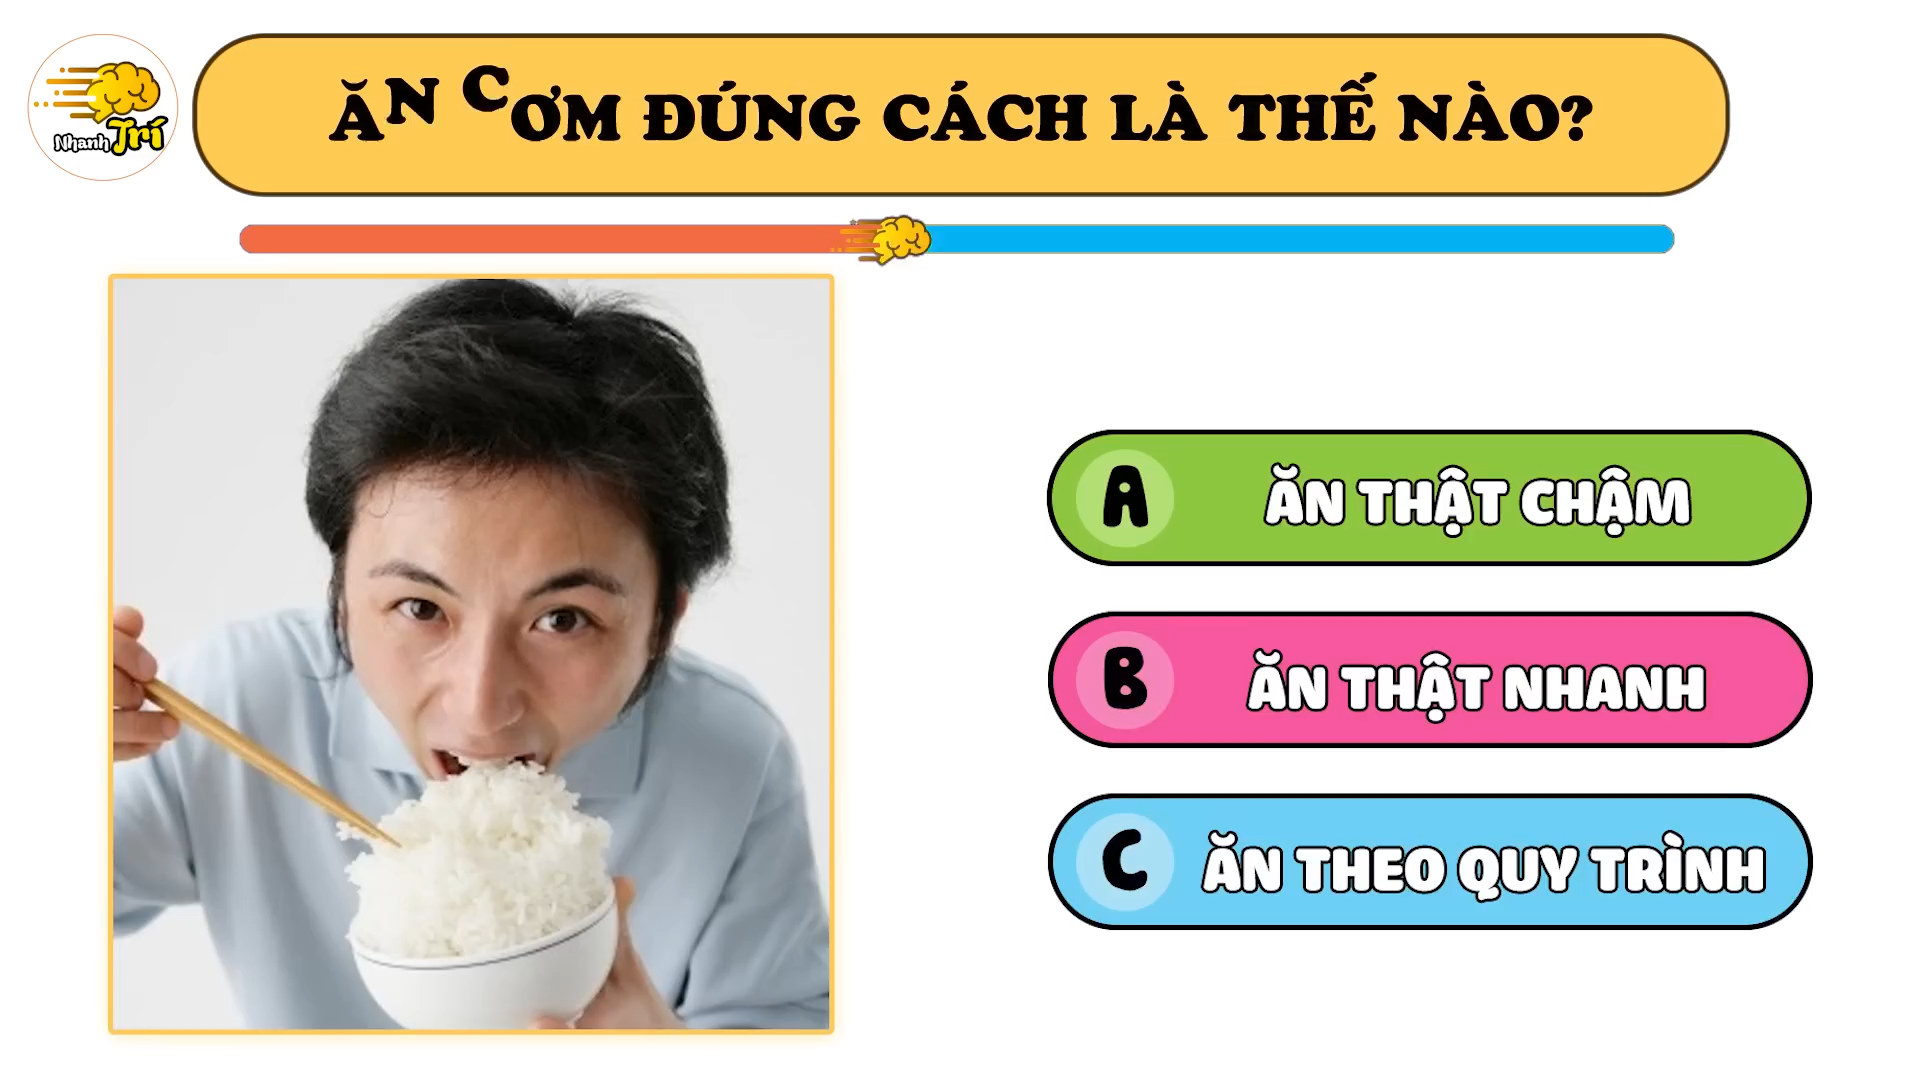 Nhanh Trí
ĂN CƠM ĐÚNG CÁCH LÀ THẾ NÀO?
A ĂN THẬT CHẬM
B ĂN THẬT NHANH
C ĂN THEO QUY TRÌNH